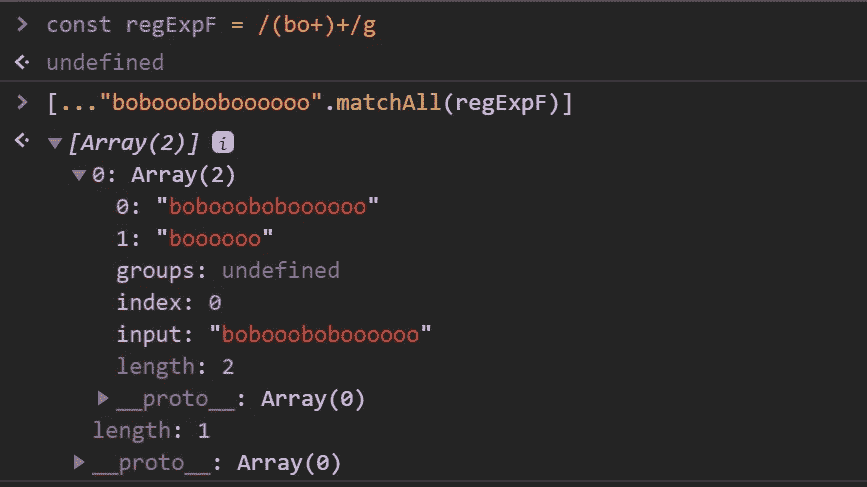 > const regExpF = /(bo+)+/g
undefined
> [..."boboooboboooooo".matchAll(regExpF)]
▼ [Array(2)] i
▼ 0: Array(2)
0: "boboooboboooooo"
1: "boooooo"
groups: undefined
index: 0
input: "boboooboboooooo"
length: 2
▶ __proto__: Array(0)
length: 1
▶ __proto__: Array(0)